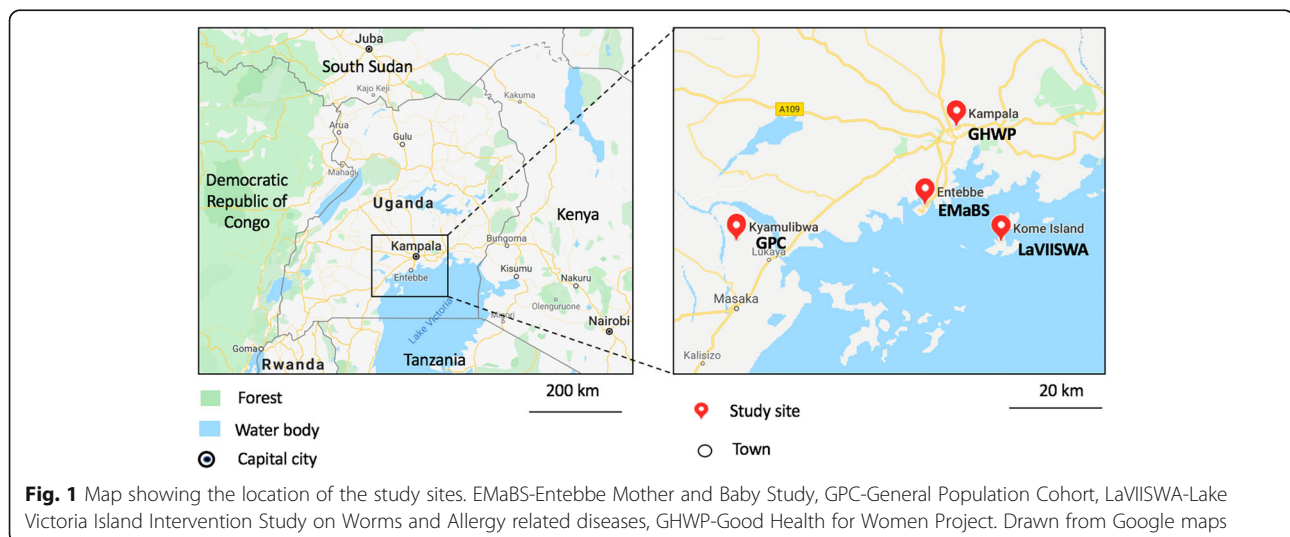 Juba
South Sudan
Kajo Keji
Kakuma
Arua
Gulu
Mahagi
Democratic
Republic of
Congo
Uganda
Kenya
Kampala
Bungoma
Entebbe
Kisumu
Nakuru
Olenguruone
Lake Victoria
Migori
Nairobi
Goma
Rwanda
Tanzania
A109
Kampala
GHWP
Entebbe
EMaBS
Kyamulibwa
GPC
Lukaya
Kome Island
LaVIISWA
Masaka
Kalisizo
200 km
20 km
Forest
Water body
Capital city
Study site
Town
Fig. 1 Map showing the location of the study sites. EMaBS-Entebbe Mother and Baby Study, GPC-General Population Cohort, LaVIISWA-Lake
Victoria Island Intervention Study on Worms and Allergy related diseases, GHWP-Good Health for Women Project. Drawn from Google maps